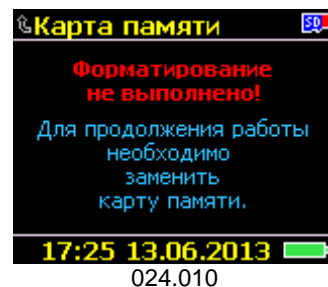 Карта памяти SD
Форматирование
не выполнено!
Для продолжения работы
необходимо
заменить
карту памяти.
17:25 13.06.2013
024.010